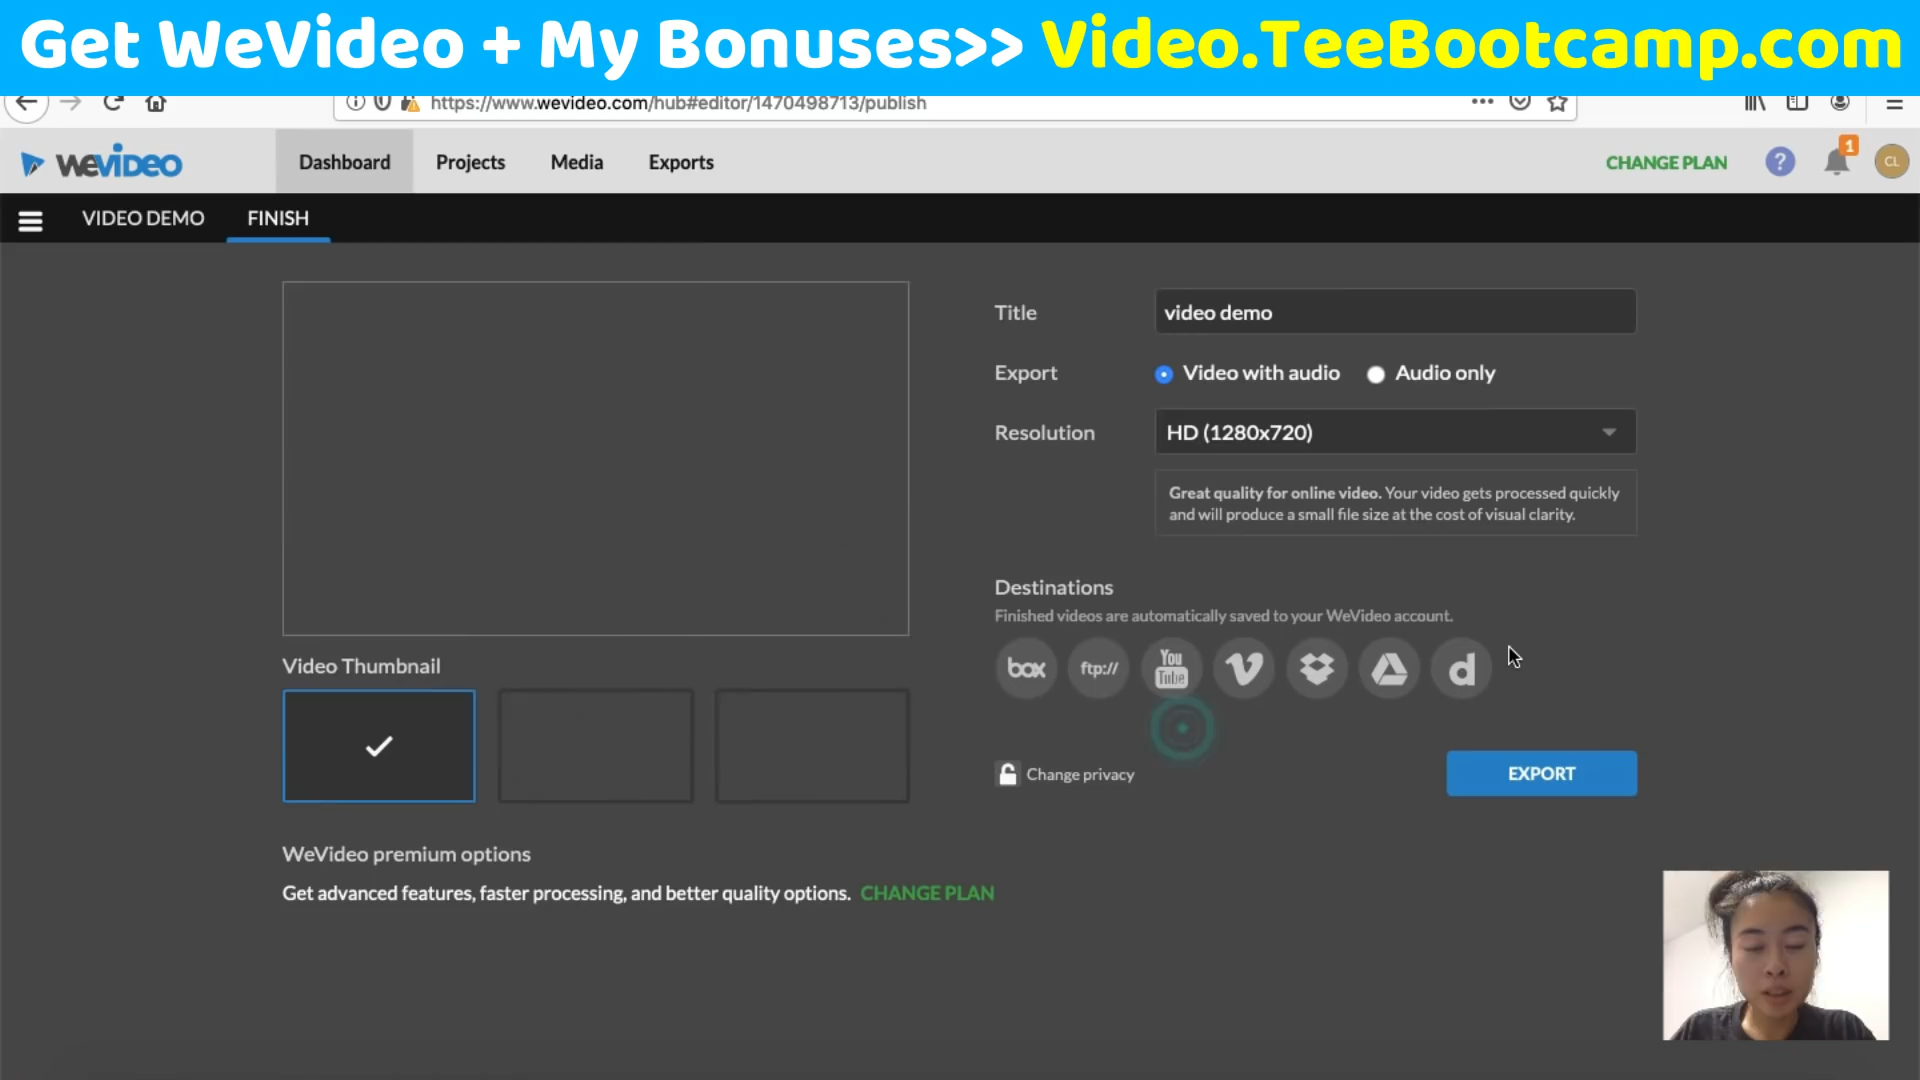 Get WeVideo + My Bonuses>> Video.TeeBootcamp.com
https://www.wevideo.com/hub#editor/1470498713/publish
WEVIDEO
Dashboard
Projects
Media
Exports
CHANGE PLAN
?
1
CL
VIDEO DEMO
FINISH
Title
video demo
Export
Video with audio
Audio only
Resolution
HD (1280x720)
Great quality for online video. Your video gets processed quickly
and will produce a small file size at the cost of visual clarity.
Destinations
Finished videos are automatically saved to your WeVideo account.
box
ftp://
You
Tube
Change privacy
EXPORT
Video Thumbnail
WeVideo premium options
Get advanced features, faster processing, and better quality options. CHANGE PLAN